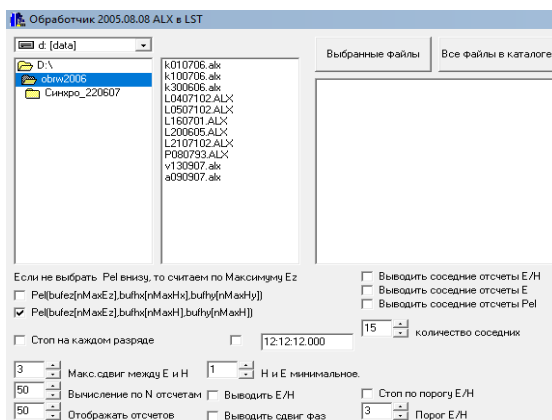 Обработчик 2005.08.08 ALX в LST
d: [data]
Выбранные файлы
Все файлы в каталоге
D:\
obrw2006
Синхро_220607
k010706.alx
k100706.alx
k300606.alx
L0407102.ALX
L0507102.ALX
L160701.ALX
L200605.ALX
L2107102.ALX
P080793.ALX
v130907.alx
a090907.alx
Если не выбрать Pel внизу, то считаем по Максимуму Ez
Pel(bufez[nMaxEz],bufhx[nMaxHx],bufhy[nMaxHy])
Pel(bufez[nMaxEz],bufhx[nMaxH],bufhy[nMaxH])
Выводить соседние отсчеты E/H
Выводить соседние отсчеты E
Выводить соседние отсчеты Pel
Стоп на каждом разряде
12:12:12.000
15 количество соседних
3 Макс.сдвиг между E и H
1 H и E минимальное.
50 Вычисление по N отсчетам
Выводить E/H
Стоп по порогу E/H
50 Отображать отсчетов
Выводить сдвиг фаз
3 Порог E/H